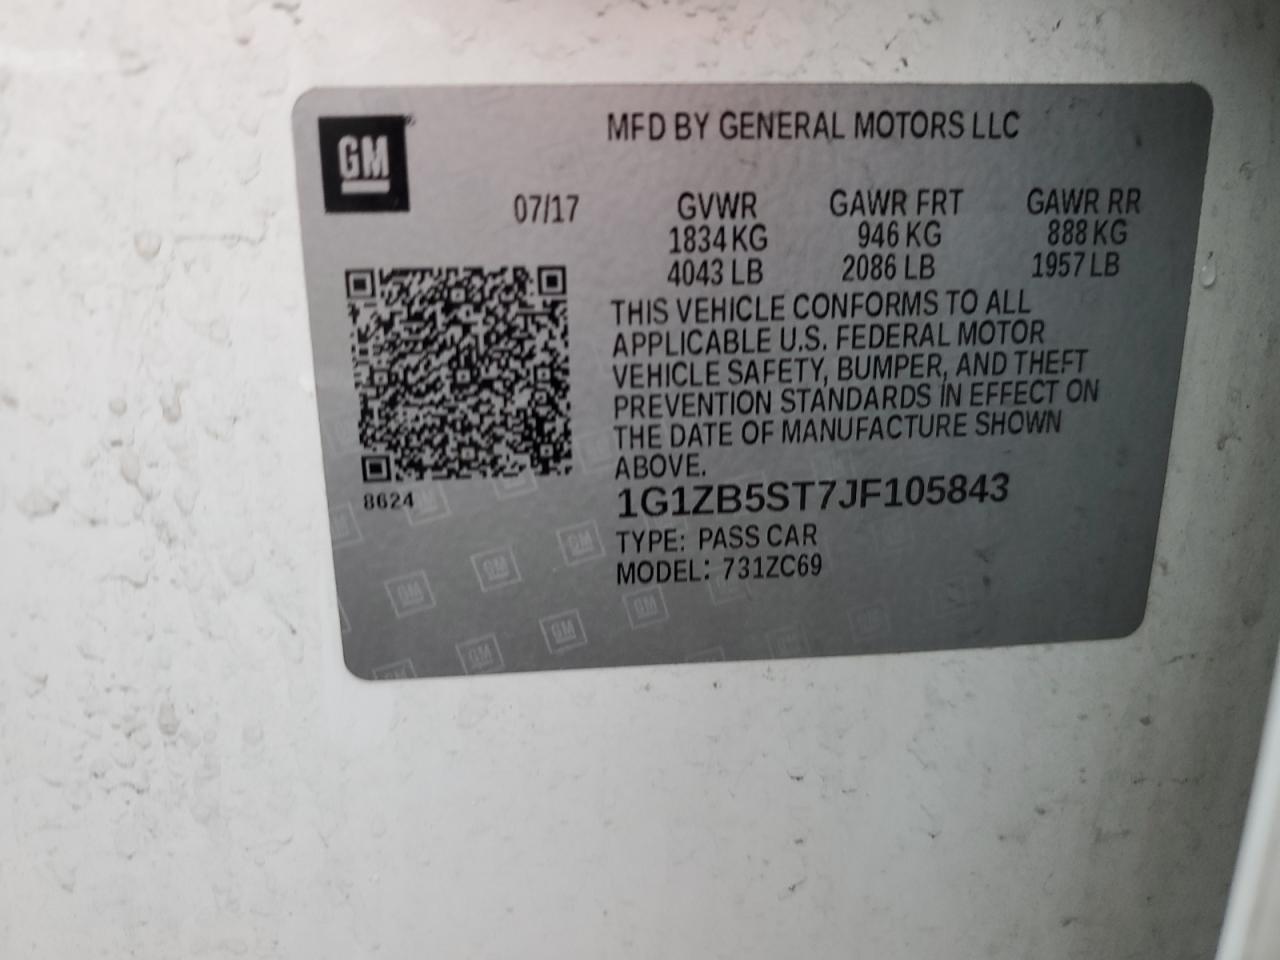 GM
MFD BY GENERAL MOTORS LLC
07/17 GVWR GAWR FRT GAWR RR
1834 KG 946 KG 888 KG
4043 LB 2086 LB 1957 LB
THIS VEHICLE CONFORMS TO ALL
APPLICABLE U.S. FEDERAL MOTOR
VEHICLE SAFETY, BUMPER, AND THEFT
PREVENTION STANDARDS IN EFFECT ON
THE DATE OF MANUFACTURE SHOWN
ABOVE.
8624
1G1ZB5ST7JF105843
TYPE: PASS CAR
MODEL: 731ZC69